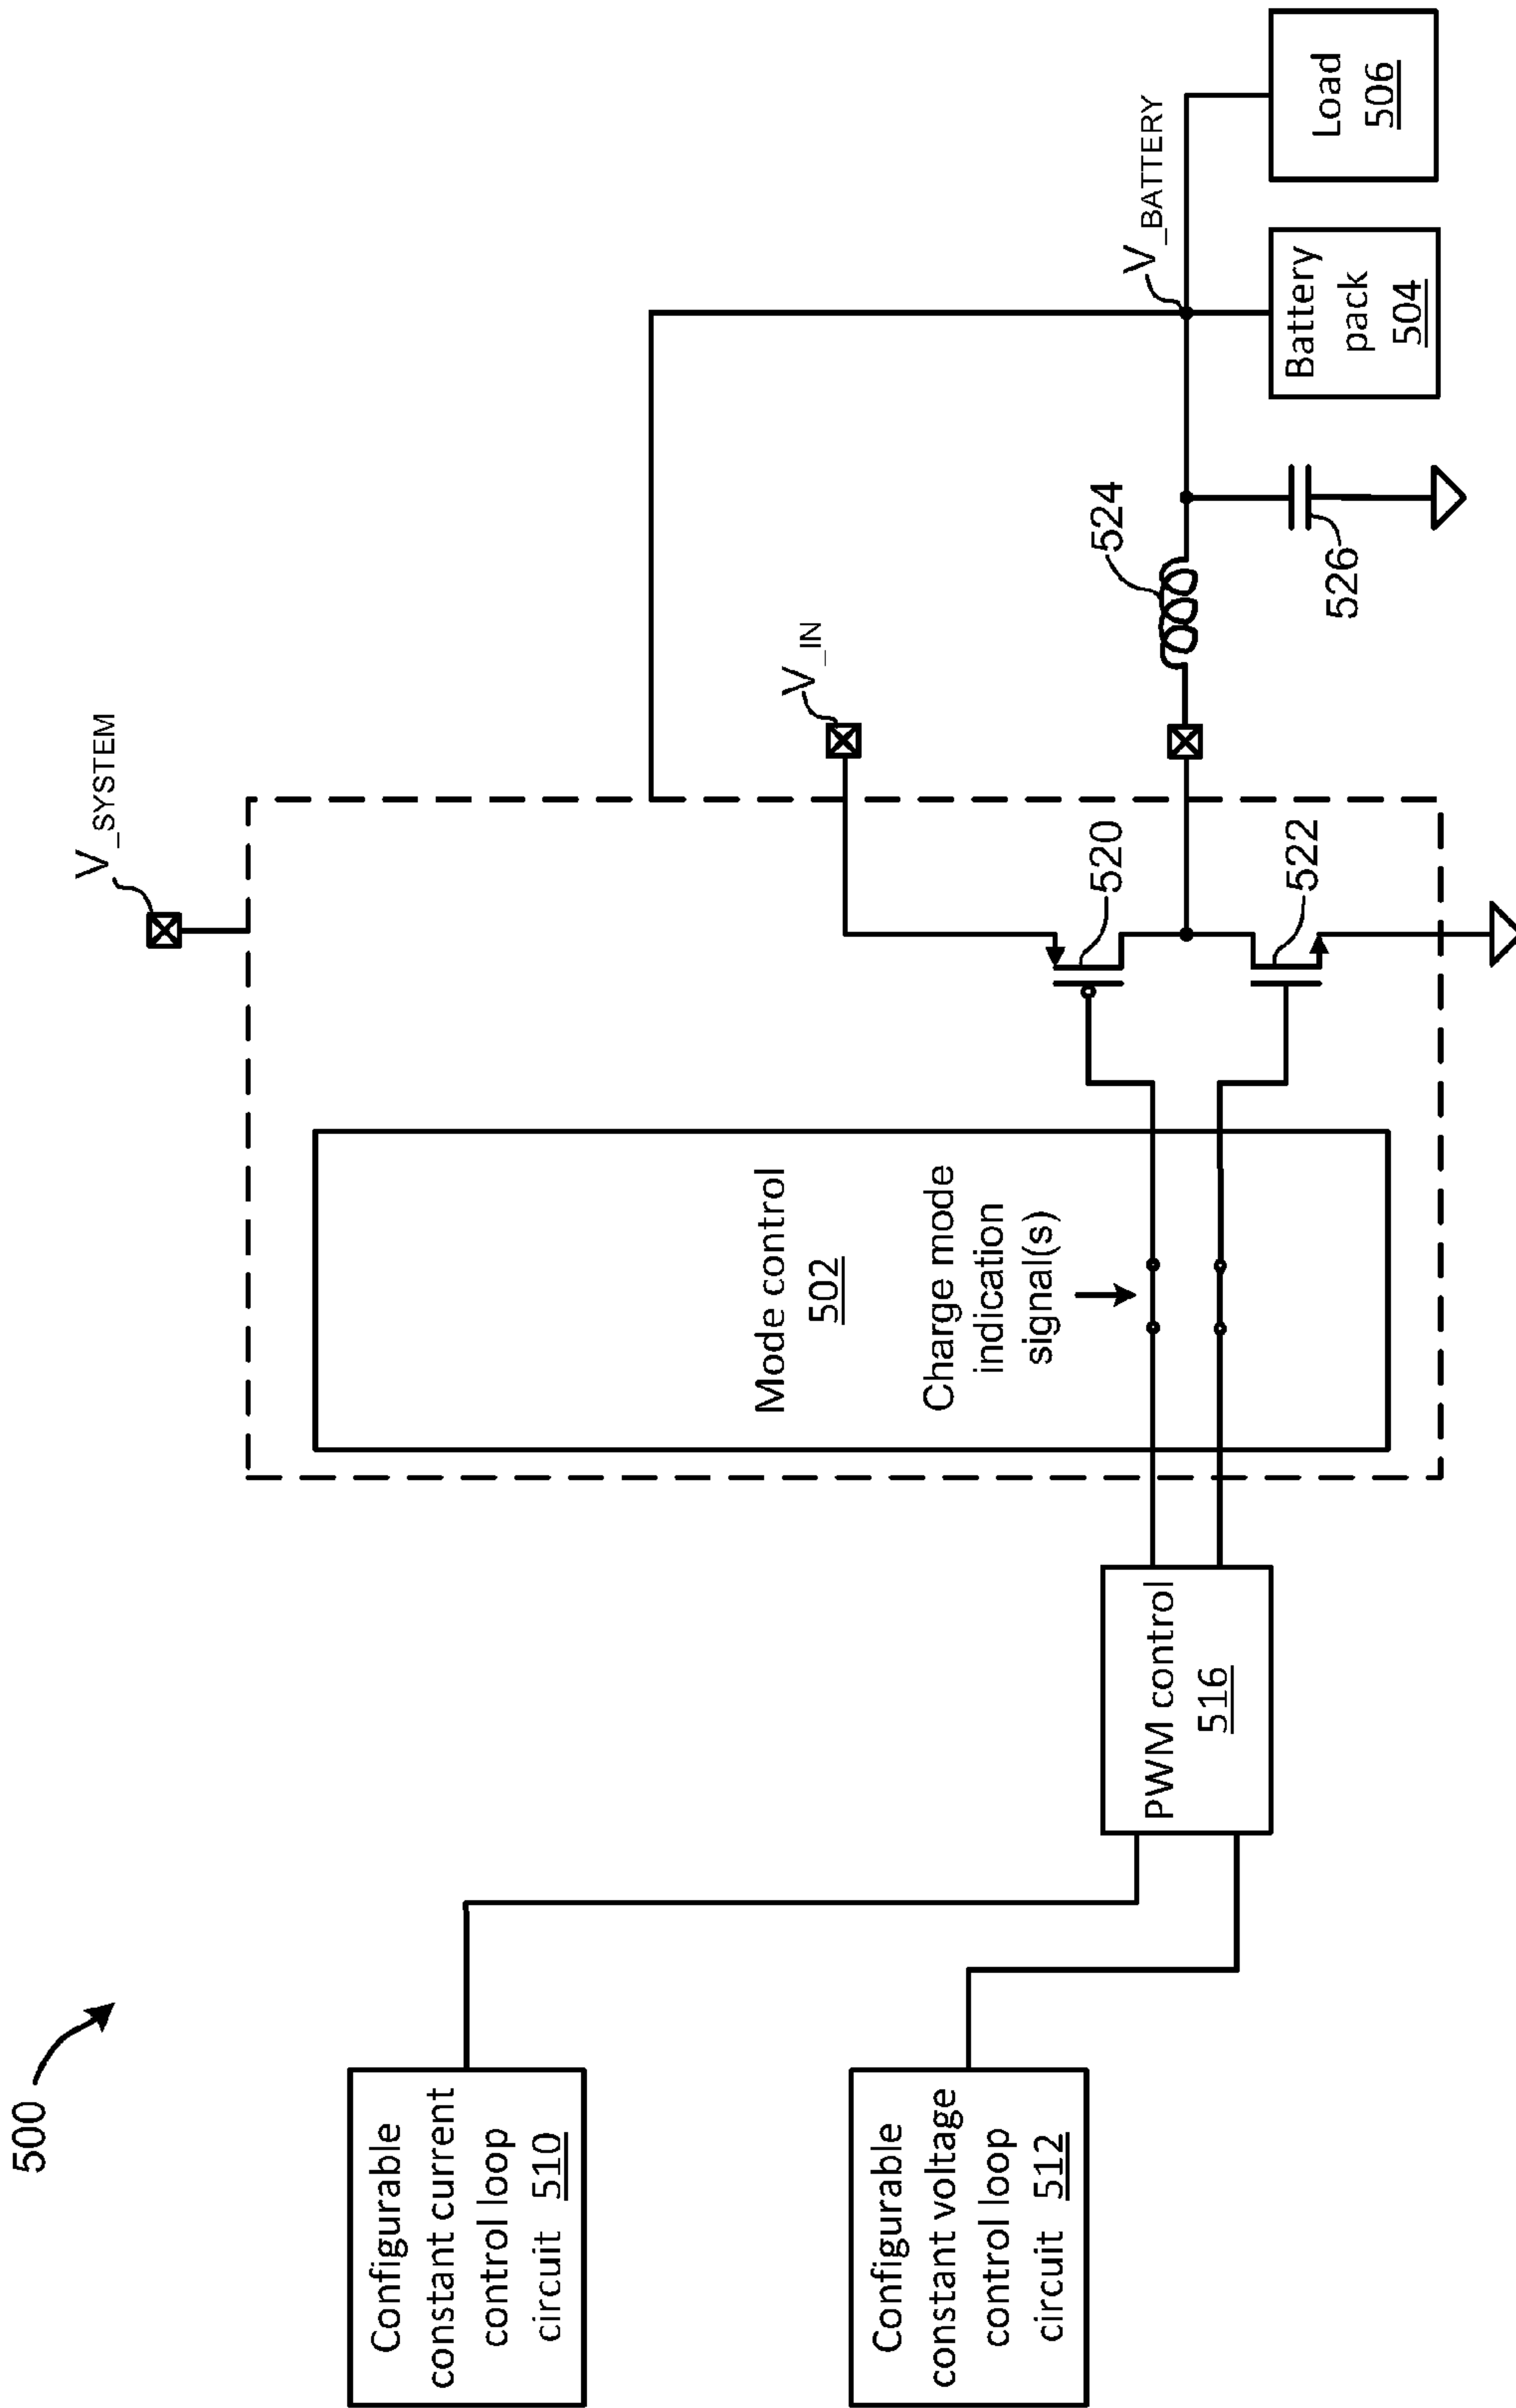 500
V_SYSTEM
Configurable
constant current
control loop
circuit 510
Configurable
constant voltage
control loop
circuit 512
PWM control
516
Mode control
502
Charge mode
indication
signal(s)
V_IN
520
522
524
526
V_BATTERY
Battery
pack
504
Load
506